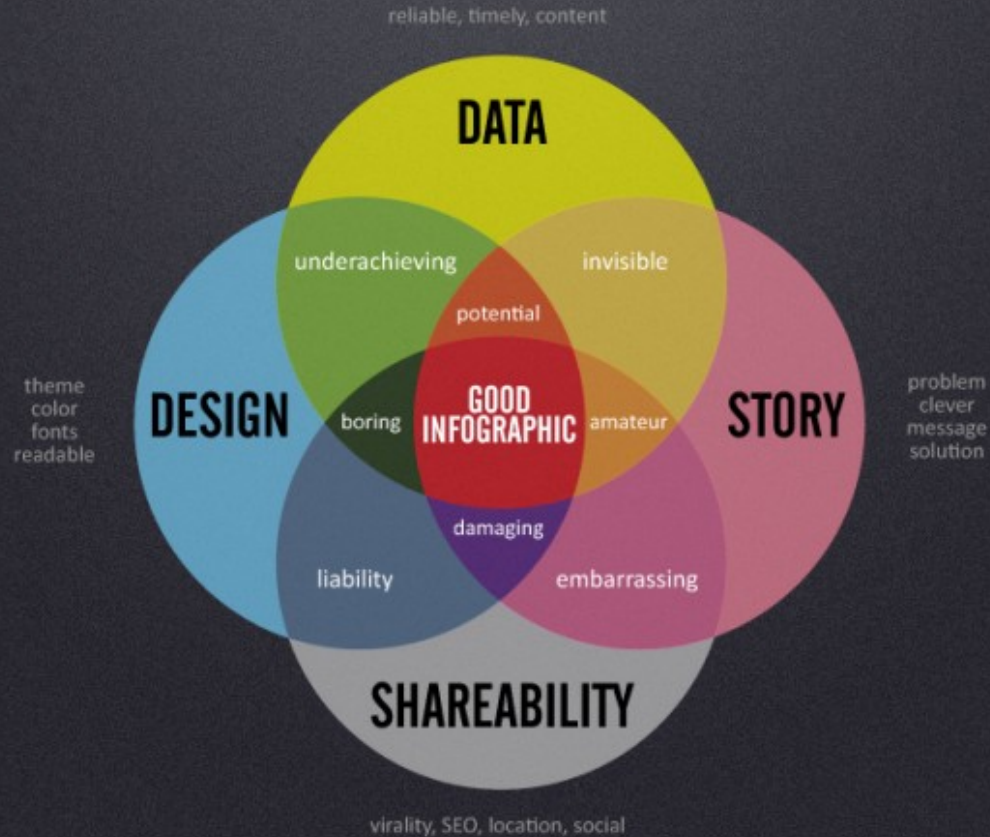 reliable, timely, content
DATA
underachieving
invisible
potential
theme
color
fonts
readable
DESIGN
boring
GOOD
INFOGRAPHIC
amateur
STORY
problem
clever
message
solution
damaging
liability
embarrassing
SHAREABILITY
virality, SEO, location, social